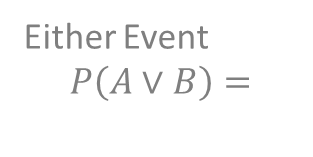 Either Event
P(A ∨ B) =